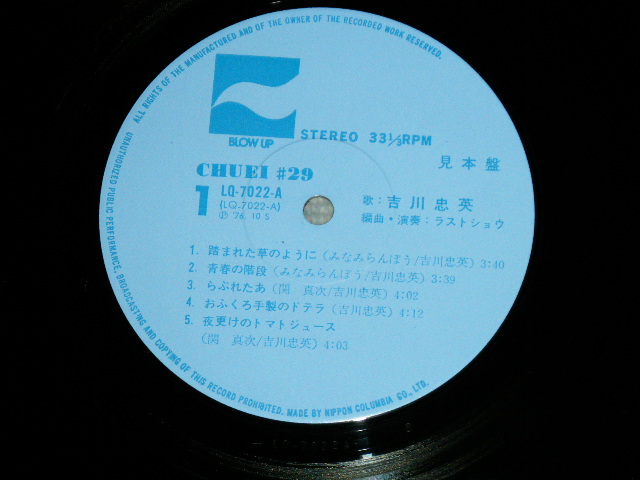 ALL RIGHTS OF THE MANUFACTURED AND OF THE OWNER OF THE RECORDED WORK RESERVED.
UNAUTHORIZED PUBLIC PERFORMANCE, BROADCASTING AND COPYING OF THIS RECORD PROHIBITED. MADE BY NIPPON COLUMBIA CO., LTD.
BLOW UP
STEREO 33 1/3 RPM
見本盤
CHUEI #29
1 LQ-7022-A
(LQ-7022-A)
Ⓟ '76. 10 S
歌：吉川忠英
編曲・演奏：ラストショウ
1. 踏まれた草のように(みなみらんぼう/吉川忠英) 3:40
2. 青春の階段(みなみらんぼう/吉川忠英) 3:39
3. らぶれたあ(関 真次/吉川忠英) 4:02
4. おふくろ手製のドテラ(吉川忠英) 4:12
5. 夜更けのトマトジュース
(関 真次/吉川忠英) 4:03